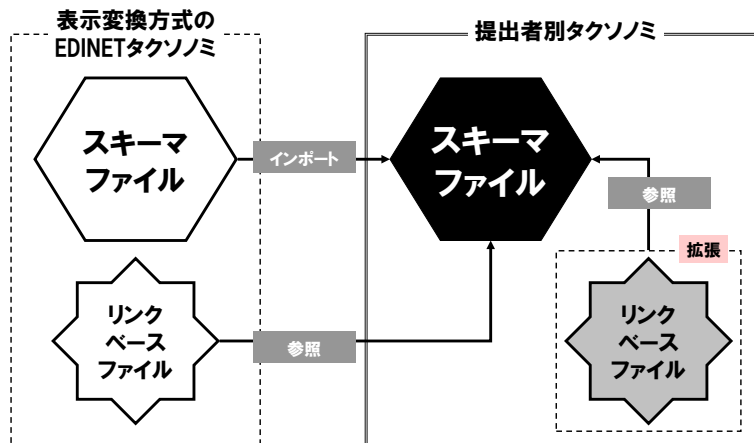 表示変換方式の
EDINETタクソノミ
提出者別タクソノミ
スキーマ
ファイル
インポート
スキーマ
ファイル
参照
拡張
リンク
ベース
ファイル
参照
リンク
ベース
ファイル